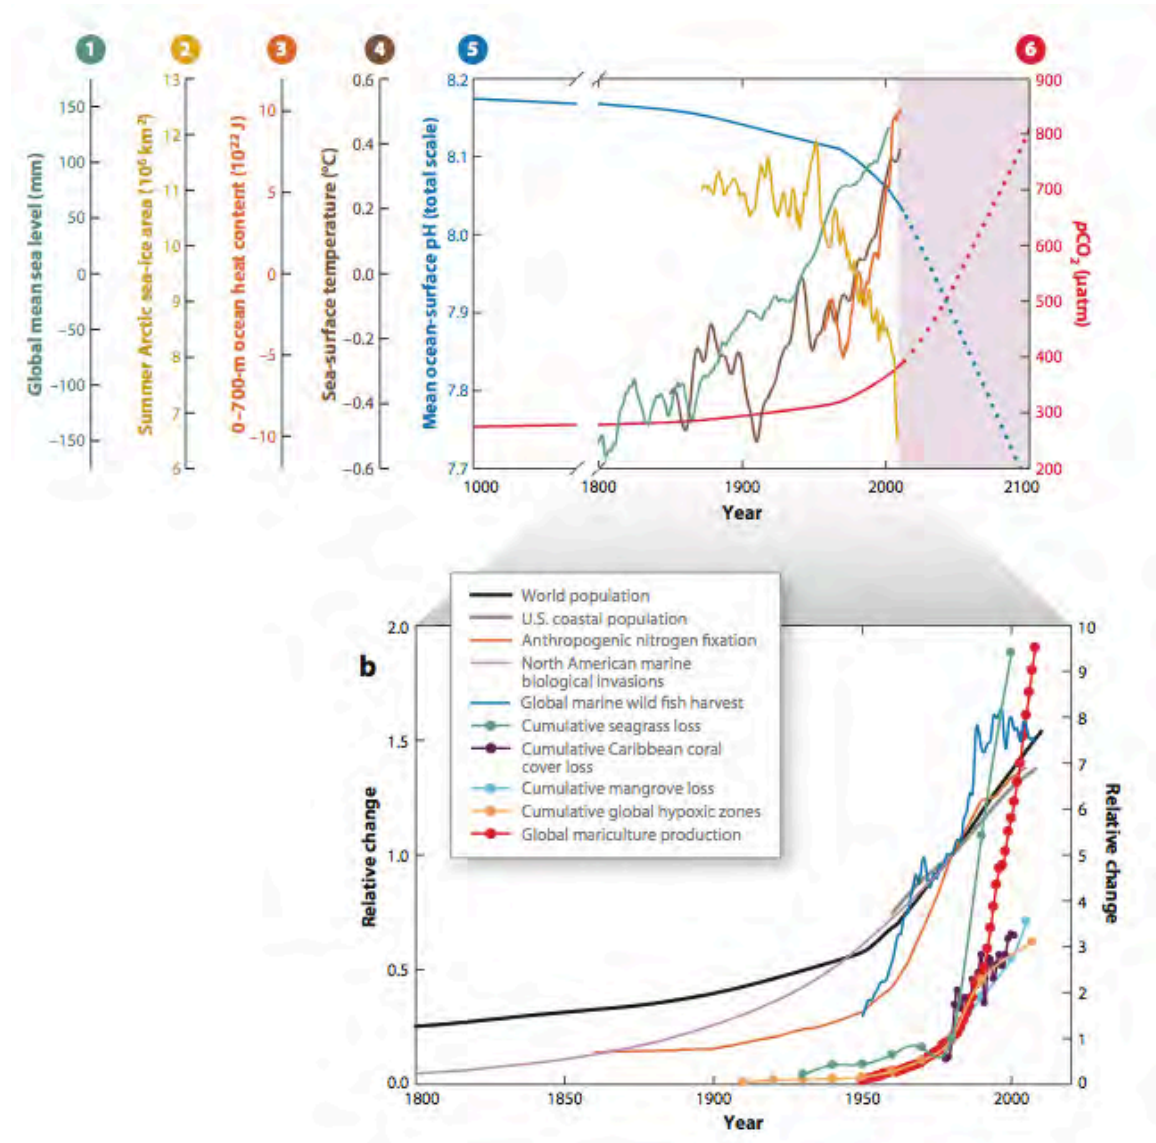 1 2 3 4 5 6
13 0.6 8.2 900
150 12 10 0.4 800
100 8.1
11 5 0.2 700
50
10 8.0 600
0 0 0.0
9 7.9 500
−50
8 −5 −0.2 400
−100 7.8
7 −0.4 300
−150 −10
6 −0.6 7.7 200
Global mean sea level (mm)
Summer Arctic sea-ice area (10⁶ km²)
0–700-m ocean heat content (10²² J)
Sea-surface temperature (°C)
Mean ocean-surface pH (total scale)
pCO₂ (μatm)
1000 1800 1900 2000 2100
Year
World population
U.S. coastal population
Anthropogenic nitrogen fixation
North American marine
biological invasions
Global marine wild fish harvest
Cumulative seagrass loss
Cumulative Caribbean coral
cover loss
Cumulative mangrove loss
Cumulative global hypoxic zones
Global mariculture production
b
2.0 10
9
8
1.5
7
6
1.0 5
4
3
0.5
2
1
0.0 0
Relative change
Relative change
1800 1850 1900 1950 2000
Year